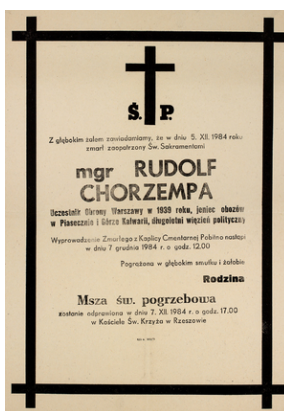 Ś. P.
Z głębokim żalem zawiadamiamy, że w dniu 5. XII. 1984 roku
zmarł zaopatrzony Św. Sakramentami
mgr RUDOLF
CHORZEMPA
Uczestnik Obrony Warszawy w 1939 roku, jeniec obozów
w Piasecznie i Górze Kalwarii, długoletni więzień polityczny
Wyprowadzenie Zmarłego z Kaplicy Cmentarnej Pobitno nastąpi
w dniu 7 grudnia 1984 r. o godz. 12.00
Pogrążona w głębokim smutku i żałobie
Rodzina
Msza św. pogrzebowa
zostanie odprawiona w dniu 7. XII. 1984 r. o godz. 17.00
w Kościele Św. Krzyża w Rzeszowie